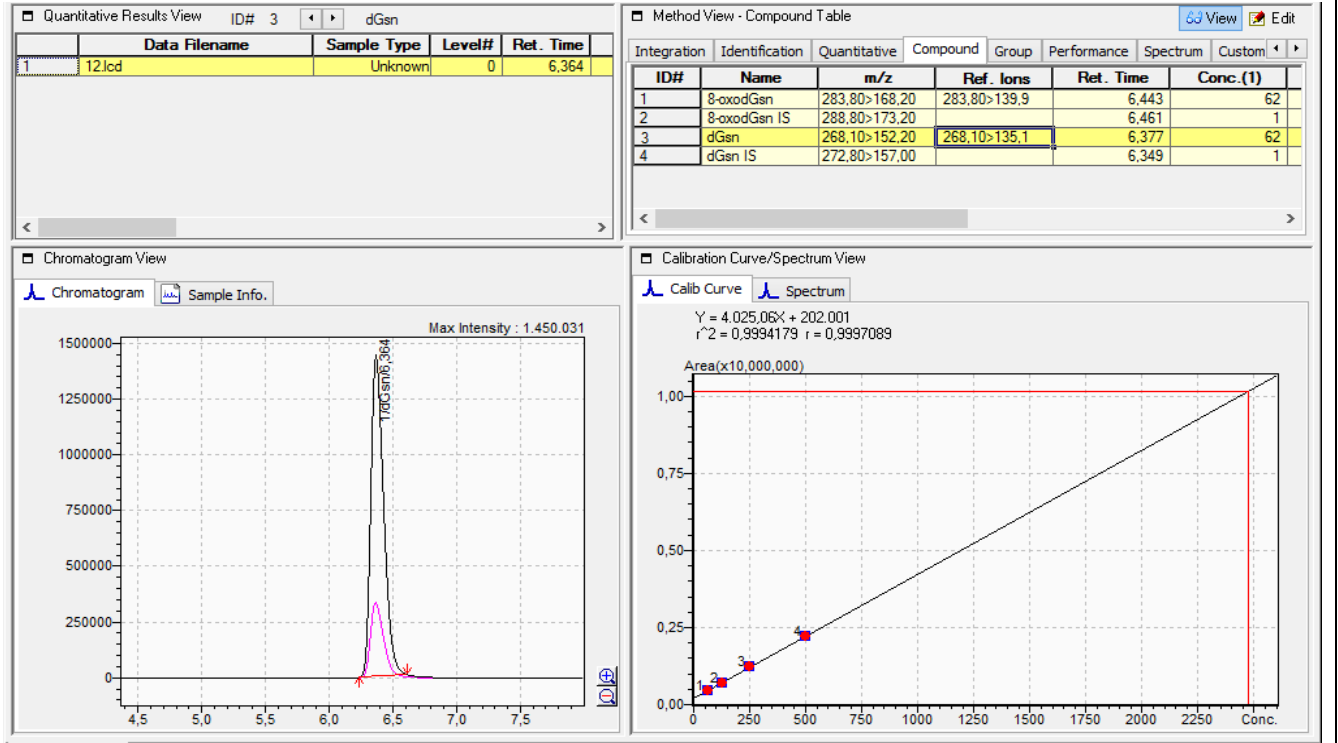 Quantitative Results View ID# 3 dGsn
Data Filename Sample Type Level# Ret. Time
1 12.lcd Unknown 0 6,364
Method View - Compound Table View Edit
Integration Identification Quantitative Compound Group Performance Spectrum Custom
ID# Name m/z Ref. Ions Ret. Time Conc.(1)
1 8-oxodGsn 283,80>168,20 283,80>139,9 6,443 62
2 8-oxodGsn IS 288,80>173,20 6,461 1
3 dGsn 268,10>152,20 268,10>135,1 6,377 62
4 dGsn IS 272,80>157,00 6,349 1
Chromatogram View
Chromatogram Sample Info.
Max Intensity : 1.450.031
1500000
1250000
1000000
750000
500000
250000
0
1/dGsn/6,364
4,5 5,0 5,5 6,0 6,5 7,0 7,5
Calibration Curve/Spectrum View
Calib Curve Spectrum
Y = 4.025,06X + 202.001
r^2 = 0,9994179 r = 0,9997089
Area(x10,000,000)
1,00
0,75
0,50
0,25
0,00
1 2 3 4
0 250 500 750 1000 1250 1500 1750 2000 2250 Conc.